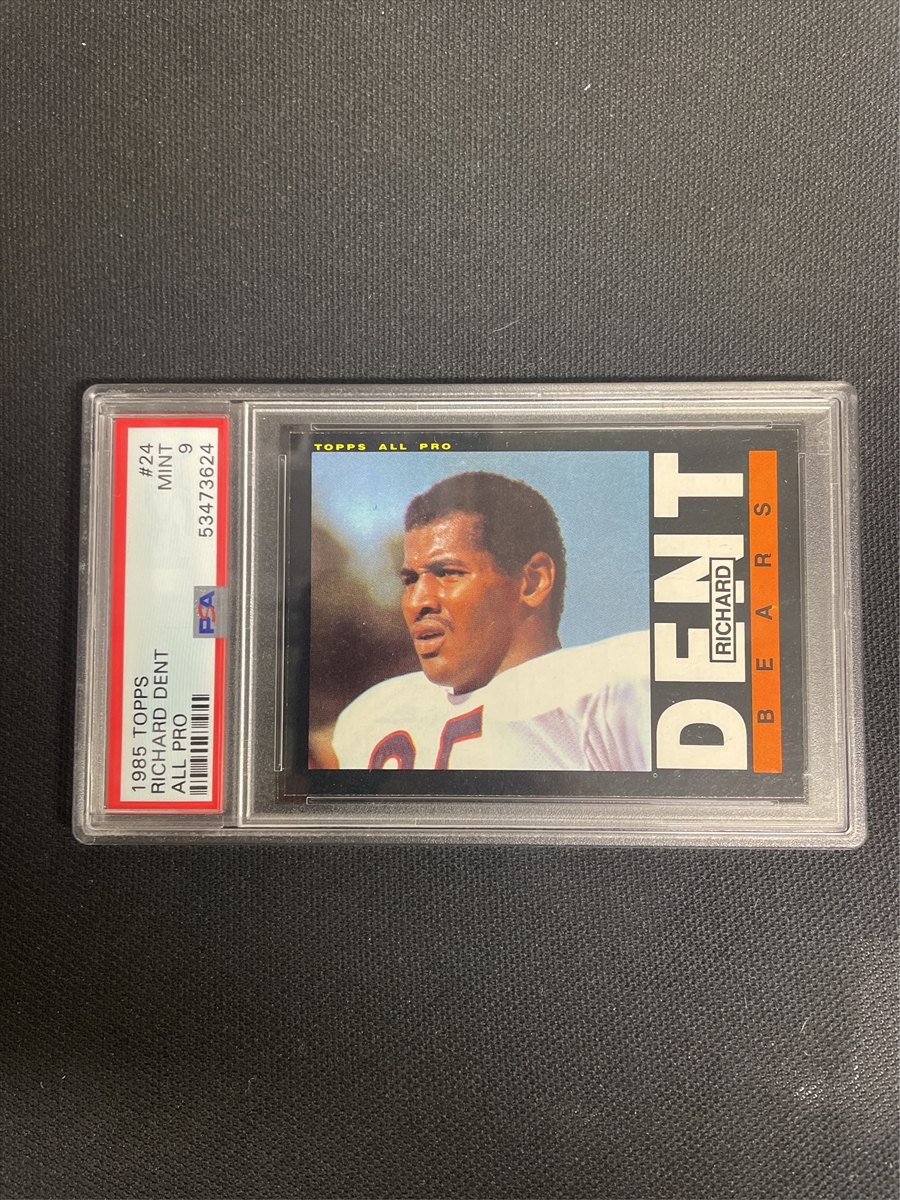 1985 TOPPS #24
RICHARD DENT MINT
ALL PRO 9
PSA 53473624
TOPPS ALL PRO
DENT
RICHARD
BEARS